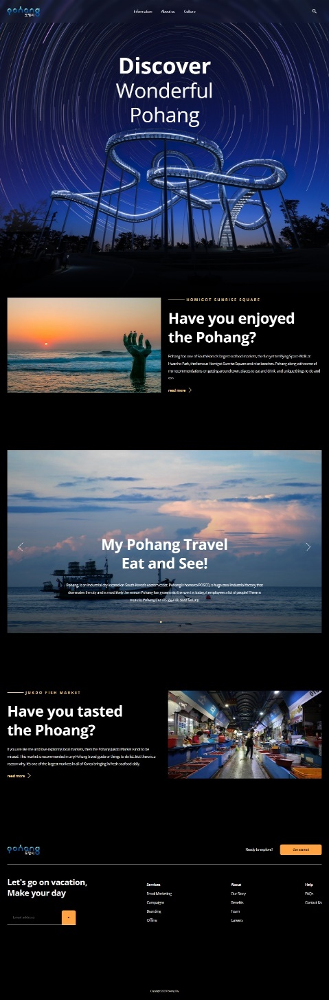 pohang
포항시
Information About us Culture
Discover
Wonderful
Pohang
HOMIGOT SUNRISE SQUARE
Have you enjoyed
the Pohang?
Pohang has one of South Korea's largest seafood markets, the fun yet terrifying Space Walk at
Hwanho Park, the famous Homigot Sunrise Square and nice beaches. Pohang along with some of
my recommendations on getting around town, places to eat and drink, and unique things to do and
see.
read more
My Pohang Travel
Eat and See!
Pohang, is an industrial city located on South Korea's eastern coast. Pohang is home to POSCO, a huge steel industrial factory that
dominates the city and is most likely the reason Pohang has grown into the size it is today, it employees a lot of people! There is
more to Pohang then its gigantic steel factory.
JUKDO FISH MARKET
Have you tasted
the Phoang?
If you are like me and love exploring local markets, then the Pohang Jukdo Market is not to be
missed. This market is recommended in any Pohang travel guide or things to do list. But there is a
reason why. It's one of the largest markets in all of Korea bringing in fresh seafood daily.
read more
pohang
포항시
Ready to explore? Get started
Let's go on vacation,
Make your day
Email address
Services
Email Marketing
Campaigns
Branding
Offline
About
Our Story
Benefits
Team
Careers
Help
FAQs
Contact Us